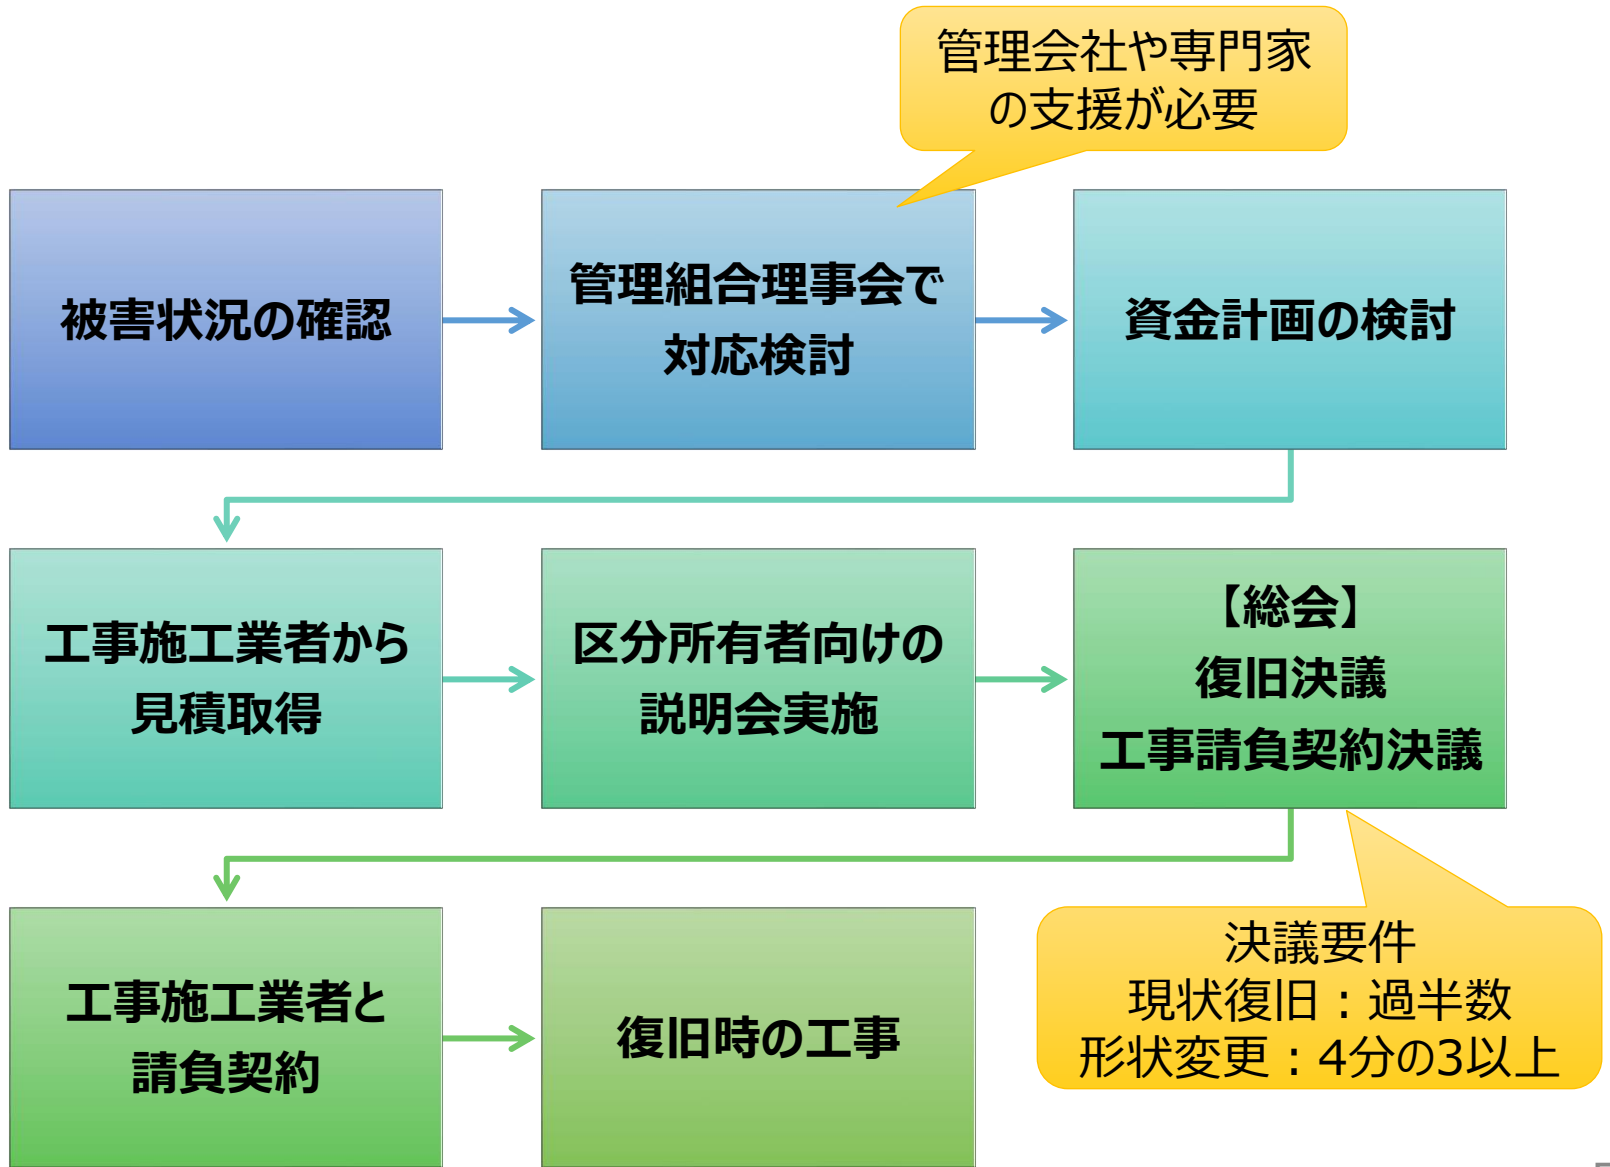 管理会社や専門家
の支援が必要
被害状況の確認
管理組合理事会で
対応検討
資金計画の検討
工事施工業者から
見積取得
区分所有者向けの
説明会実施
【総会】
復旧決議
工事請負契約決議
工事施工業者と
請負契約
復旧時の工事
決議要件
現状復旧：過半数
形状変更：4分の3以上